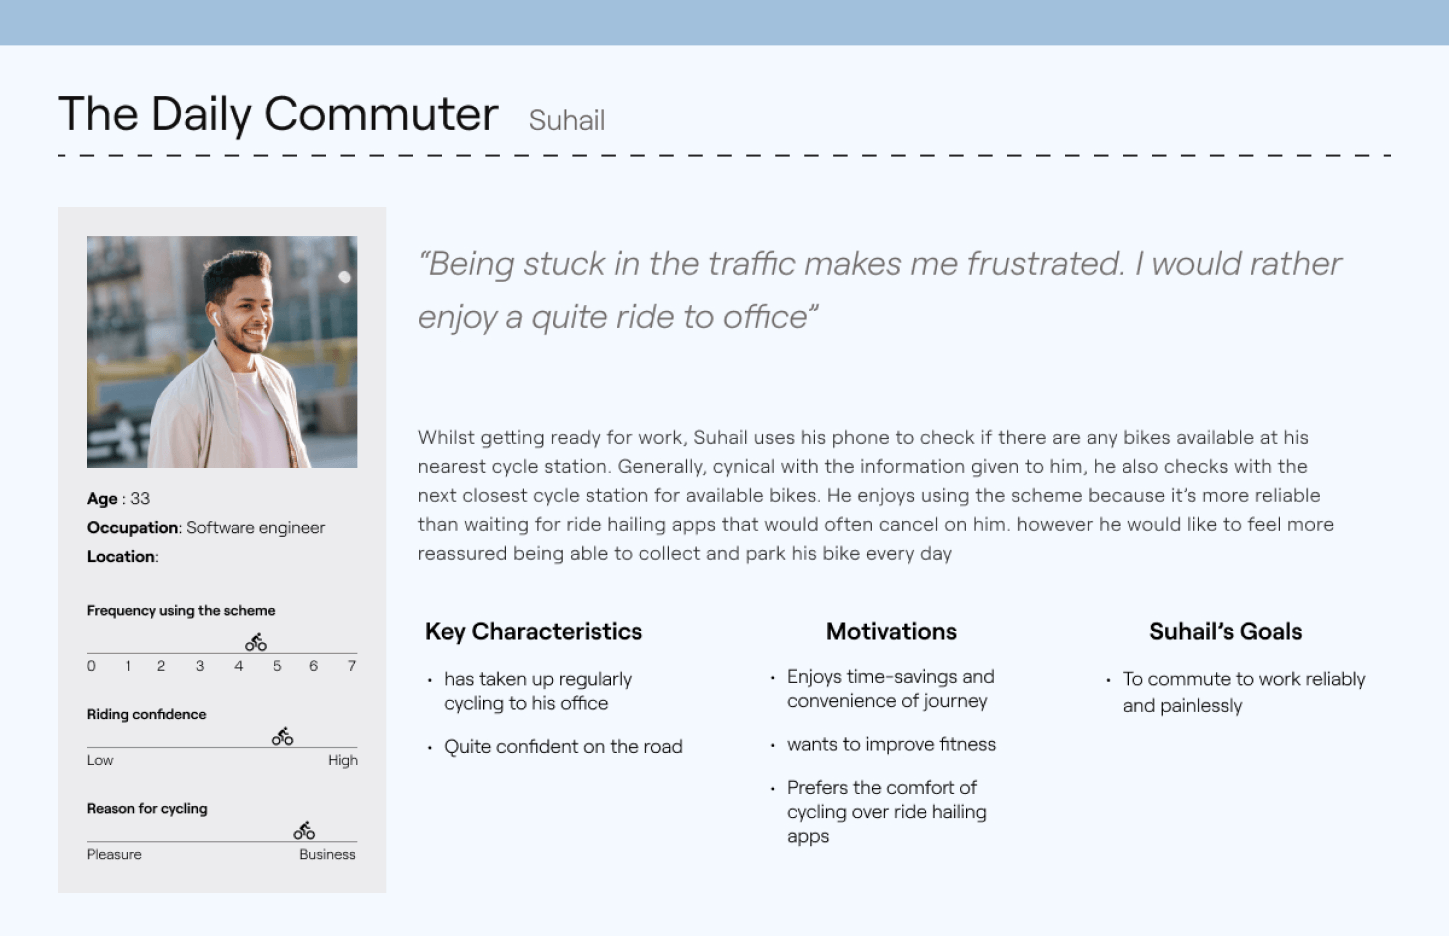 The Daily Commuter Suhail
“Being stuck in the traffic makes me frustrated. I would rather
enjoy a quite ride to office”
Age : 33
Occupation: Software engineer
Location:
Frequency using the scheme
0 1 2 3 4 5 6 7
Riding confidence
Low High
Reason for cycling
Pleasure Business
Whilst getting ready for work, Suhail uses his phone to check if there are any bikes available at his
nearest cycle station. Generally, cynical with the information given to him, he also checks with the
next closest cycle station for available bikes. He enjoys using the scheme because it’s more reliable
than waiting for ride hailing apps that would often cancel on him. however he would like to feel more
reassured being able to collect and park his bike every day
Key Characteristics
· has taken up regularly
cycling to his office
· Quite confident on the road
Motivations
· Enjoys time-savings and
convenience of journey
· wants to improve fitness
· Prefers the comfort of
cycling over ride hailing
apps
Suhail’s Goals
· To commute to work reliably
and painlessly